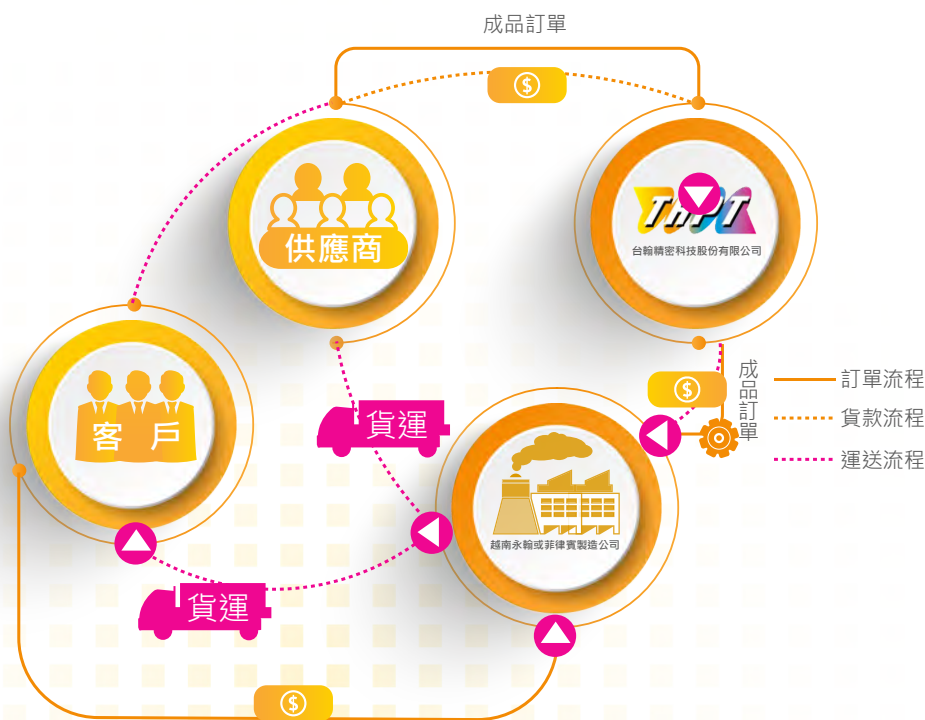 成品訂單
$
供應商
THPT
台翰精密科技股份有限公司
$
成品訂單
訂單流程
貨款流程
運送流程
客戶
貨運
越南永翰或菲律賓製造公司
貨運
$